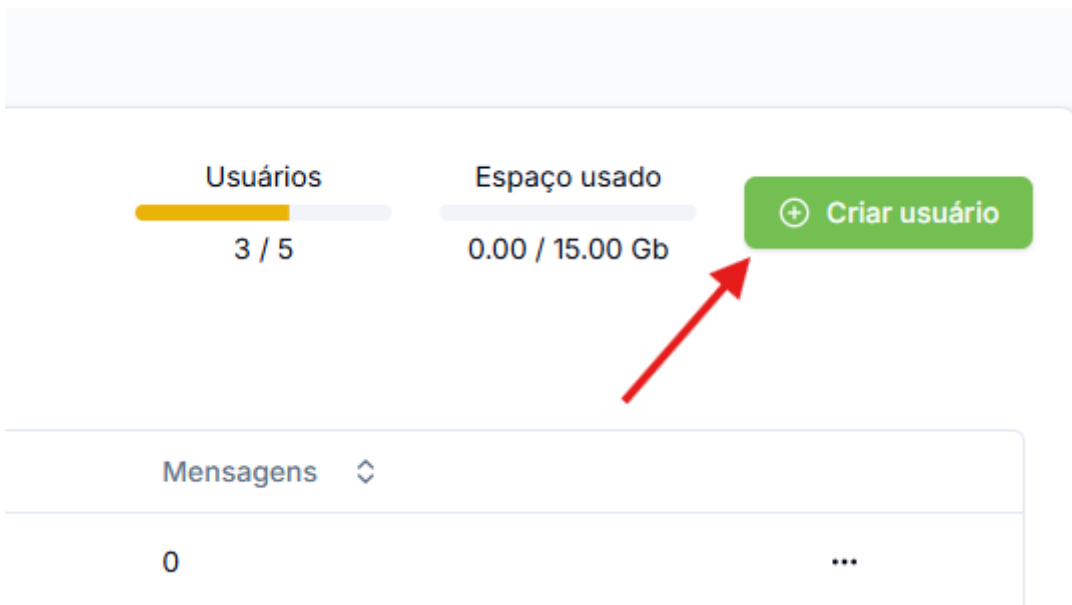 Usuários
3 / 5
Espaço usado
0.00 / 15.00 Gb
Criar usuário
Mensagens
0